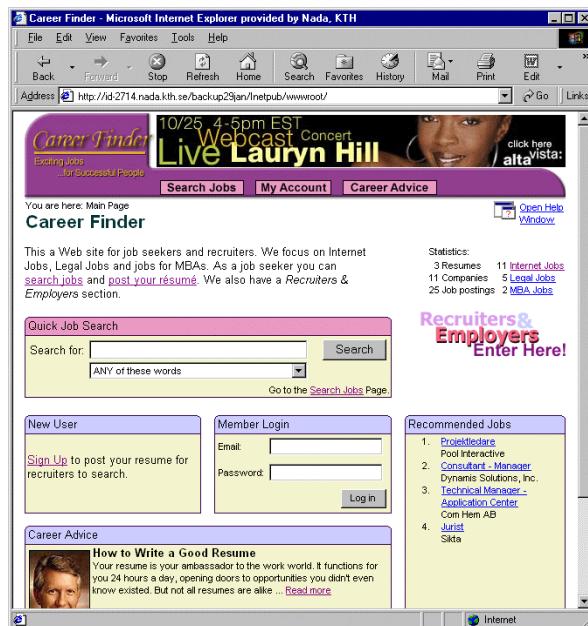 Career Finder - Microsoft Internet Explorer provided by Nada, KTH
File Edit View Favorites Tools Help
Back Forward Stop Refresh Home Search Favorites History Mail Print Edit »
Address http://id-2714.nada.kth.se/backup29jan/Inetpub/wwwroot/ Go Links
Career Finder
Exciting Jobs
...for Successful People
10/25 4-5pm EST
Webcast Concert
Live Lauryn Hill
click here
altavista:
Search Jobs My Account Career Advice
You are here: Main Page
Open Help
Window
Career Finder
This a Web site for job seekers and recruiters. We focus on Internet
Jobs, Legal Jobs and jobs for MBAs. As a job seeker you can
search jobs and post your résumé. We also have a Recruiters &
Employers section.
Statistics:
3 Resumes 11 Internet Jobs
11 Companies 5 Legal Jobs
25 Job postings 2 MBA Jobs
Recruiters&
Employers
Enter Here!
Quick Job Search
Search for: Search
ANY of these words
Go to the Search Jobs Page.
New User
Sign Up to post your resume for
recruiters to search.
Member Login
Email:
Password:
Log in
Recommended Jobs
1. Projektledare
Pool Interactive
2. Consultant - Manager
Dynamis Solutions, Inc.
3. Technical Manager -
Application Center
Com Hem AB
4. Jurist
Sikta
Career Advice
How to Write a Good Resume
Your resume is your ambassador to the work world. It functions for
you 24 hours a day, opening doors to opportunities you didn't even
know existed. But not all resumes are alike ... Read more
Internet